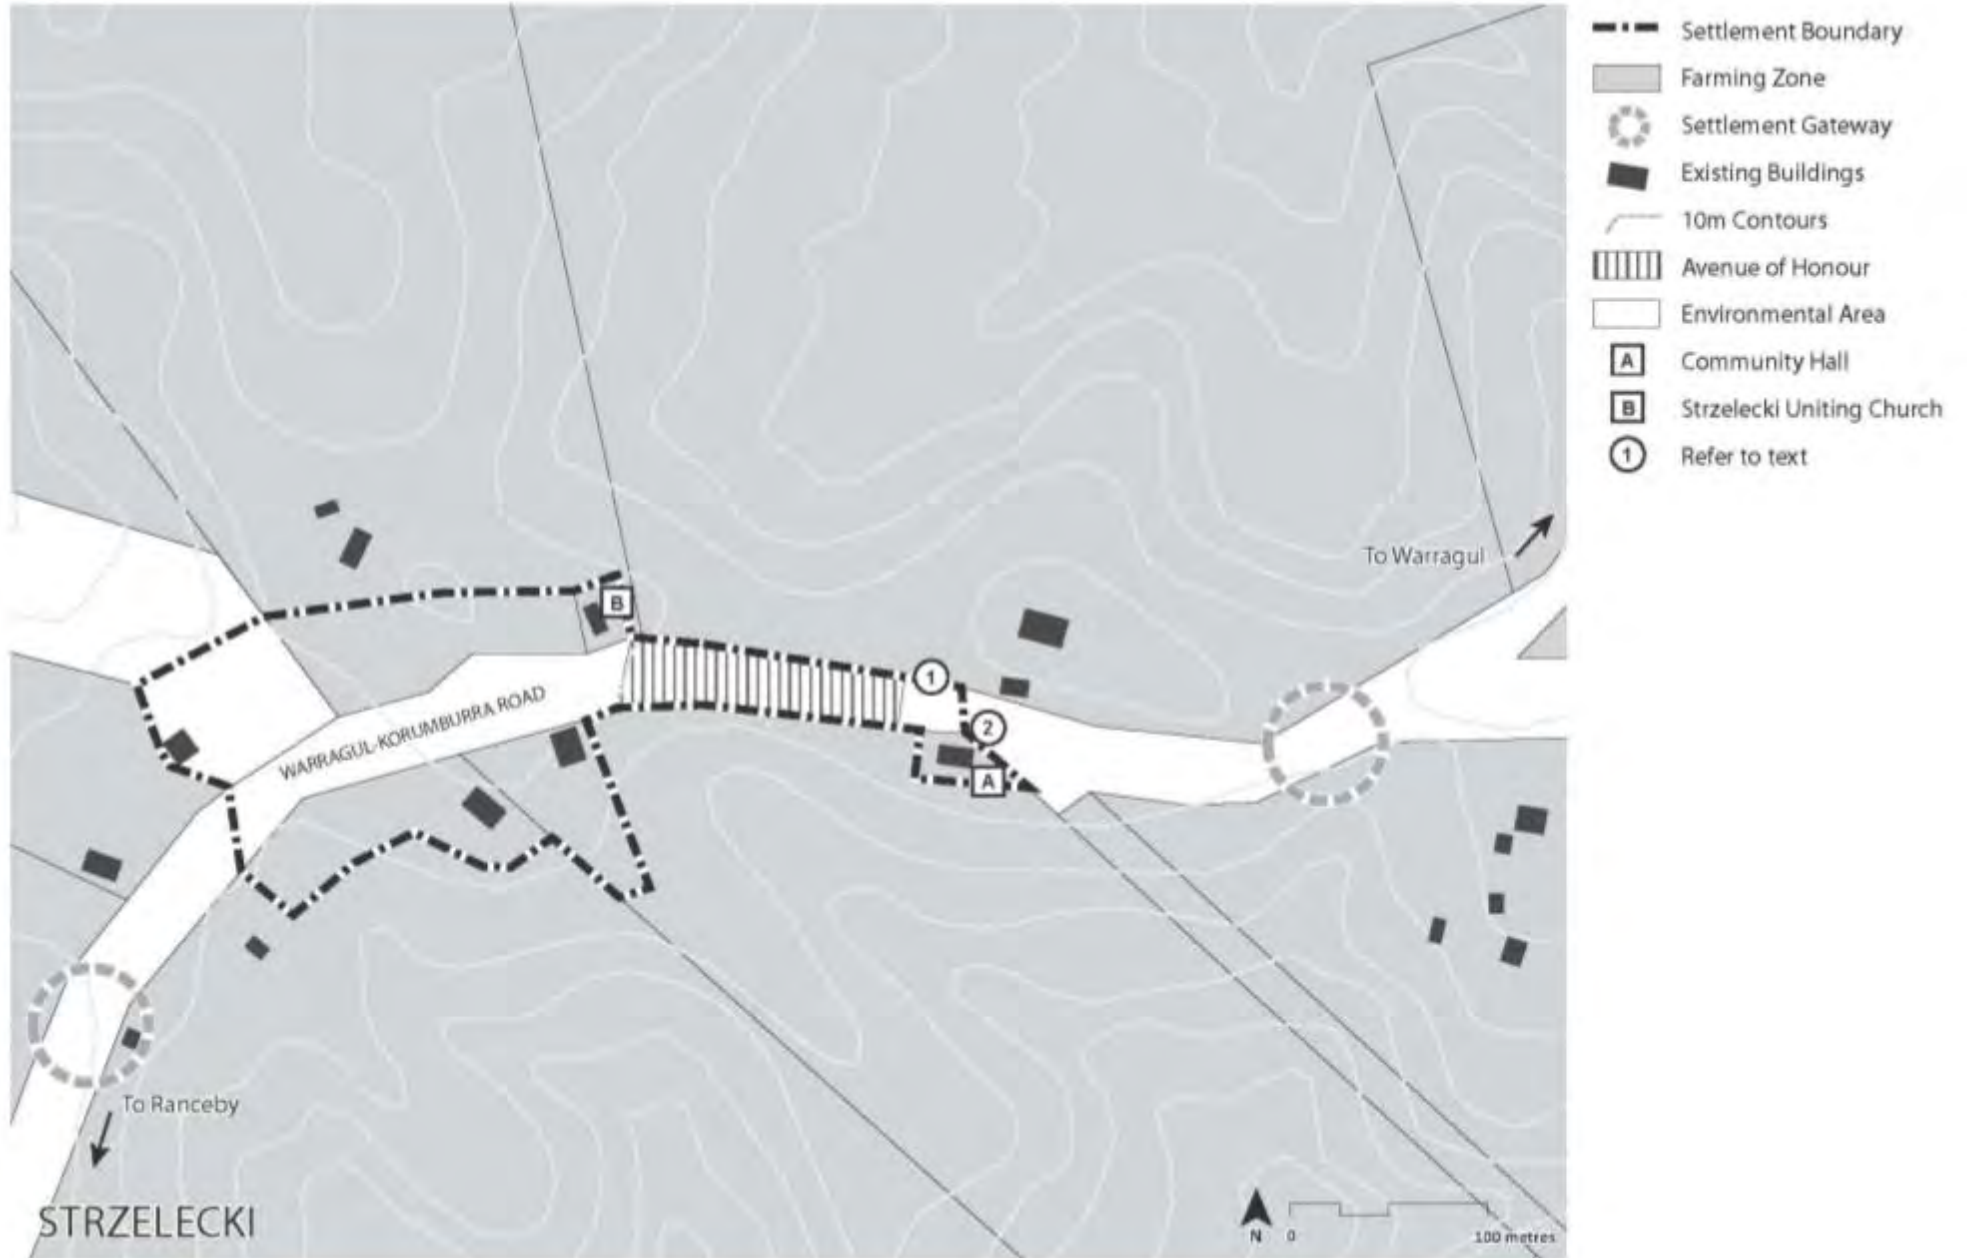 Settlement Boundary
Farming Zone
Settlement Gateway
Existing Buildings
10m Contours
Avenue of Honour
Environmental Area
A Community Hall
B Strzelecki Uniting Church
1 Refer to text
To Warragul
B
1
WARRAGUL-KORUMBURRA ROAD
2
A
To Ranceby
STRZELECKI
N 0 100 metres